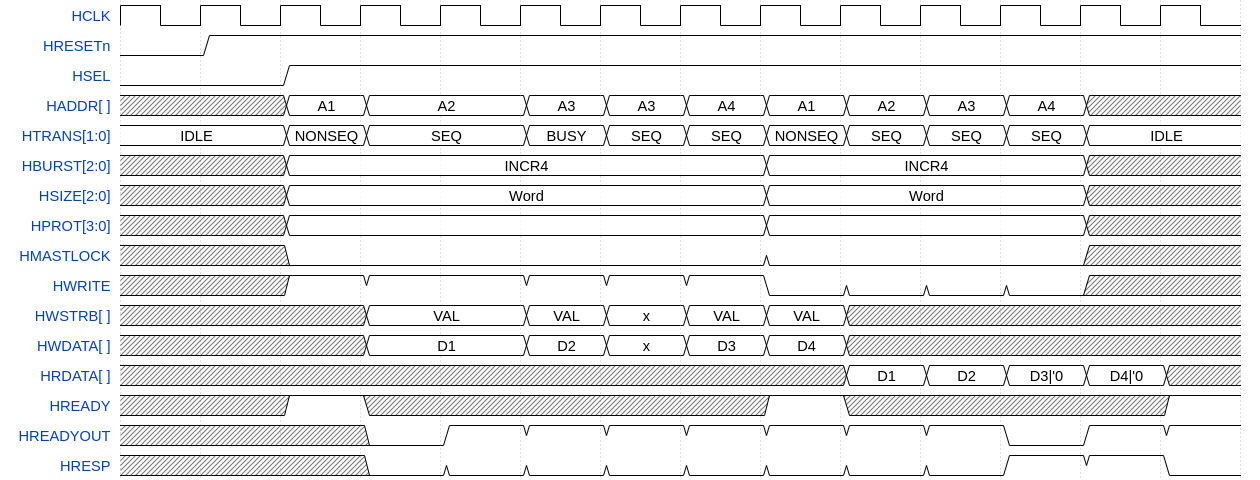 HCLK
HRESETn
HSEL
HADDR[ ] A1 A2 A3 A3 A4 A1 A2 A3 A4
HTRANS[1:0] IDLE NONSEQ SEQ BUSY SEQ SEQ NONSEQ SEQ SEQ SEQ IDLE
HBURST[2:0] INCR4 INCR4
HSIZE[2:0] Word Word
HPROT[3:0]
HMASTLOCK
HWRITE
HWSTRB[ ] VAL VAL x VAL VAL
HWDATA[ ] D1 D2 x D3 D4
HRDATA[ ] D1 D2 D3|'0 D4|'0
HREADY
HREADYOUT
HRESP